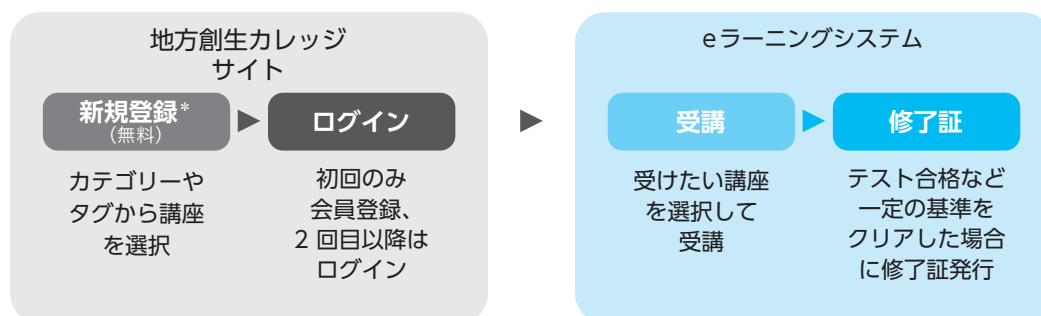 地方創生カレッジ
サイト
新規登録*
(無料)
ログイン
カテゴリーや
タグから講座
を選択
初回のみ
会員登録、
2 回目以降は
ログイン
eラーニングシステム
受講
修了証
受けたい講座
を選択して
受講
テスト合格など
一定の基準を
クリアした場合
に修了証発行